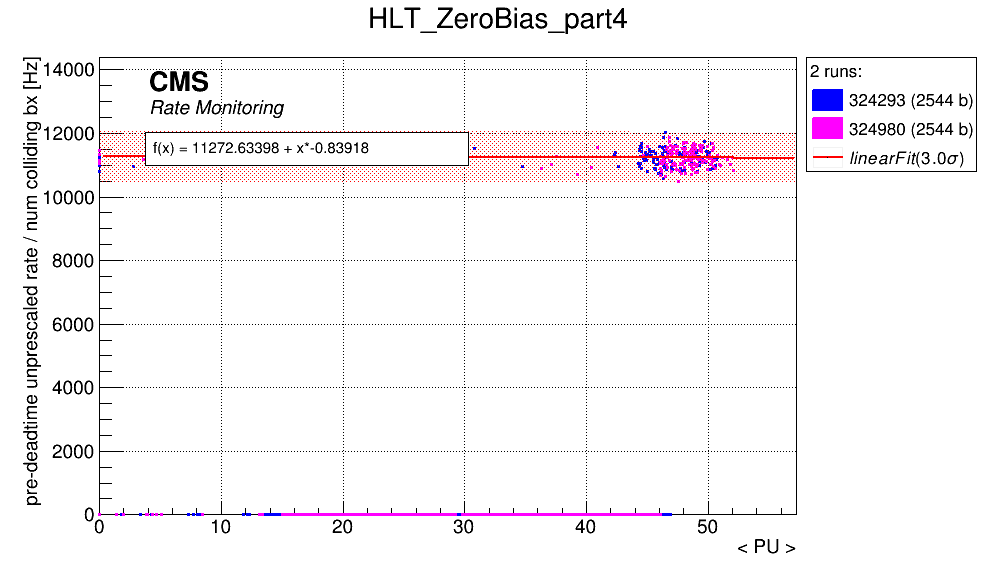 HLT_ZeroBias_part4
pre-deadtime unprescaled rate / num colliding bx [Hz]
14000
12000
10000
8000
6000
4000
2000
0
CMS
Rate Monitoring
f(x) = 11272.63398 + x*-0.83918
2 runs:
324293 (2544 b)
324980 (2544 b)
linearFit(3.0σ)
0 10 20 30 40 50
< PU >